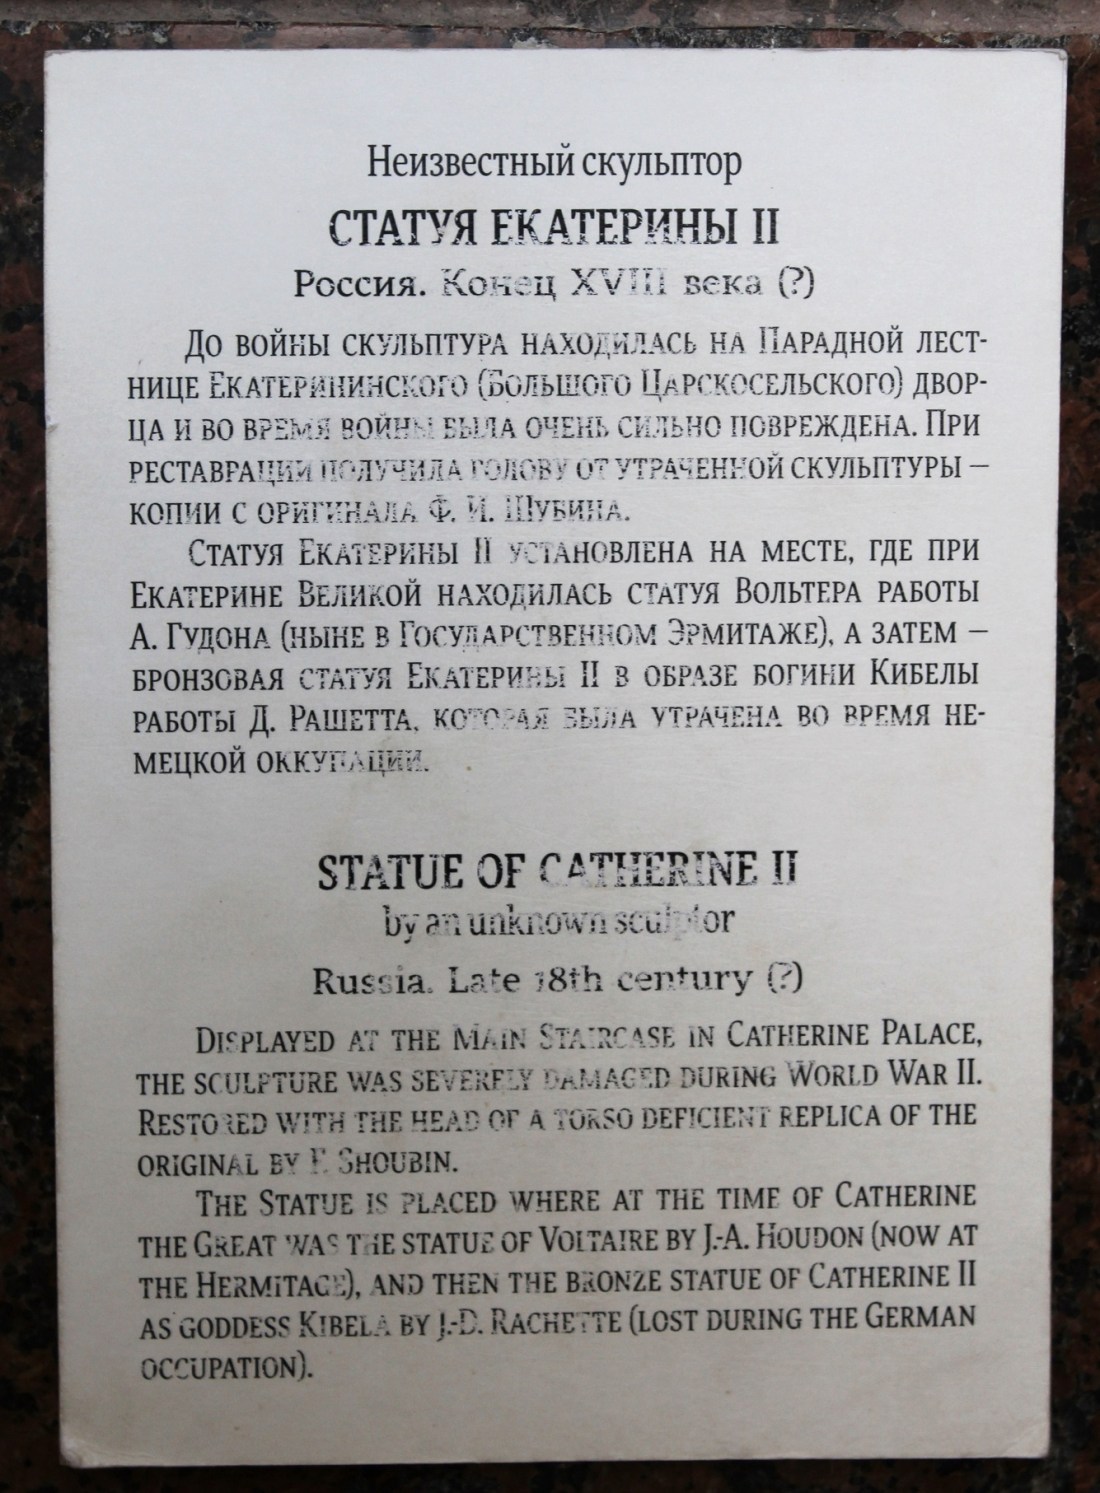 Неизвестный скульптор
СТАТУЯ ЕКАТЕРИНЫ II
Россия. Конец XVIII века (?)
До войны скульптура находилась на Парадной лест-
нице Екатерининского (Большого Царскосельского) двор-
ца и во время войны была очень сильно повреждена. При
реставрации получила голову от утраченной скульптуры –
копии с оригинала Ф. И. Шубина.
Статуя Екатерины II установлена на месте, где при
Екатерине Великой находилась статуя Вольтера работы
А. Гудона (ныне в Государственном Эрмитаже), а затем –
бронзовая статуя Екатерины II в образе богини Кибелы
работы Д. Рашетта, которая была утрачена во время не-
мецкой оккупации.
STATUE OF CATHERINE II
by an unknown sculptor
Russia. Late 18th century (?)
Displayed at the Main Staircase in Catherine Palace,
the sculpture was severely damaged during World War II.
Restored with the head of a torso deficient replica of the
original by F. Shoubin.
The Statue is placed where at the time of Catherine
the Great was the statue of Voltaire by J.-A. Houdon (now at
the Hermitage), and then the bronze statue of Catherine II
as goddess Kibela by J.-D. Rachette (lost during the German
occupation).